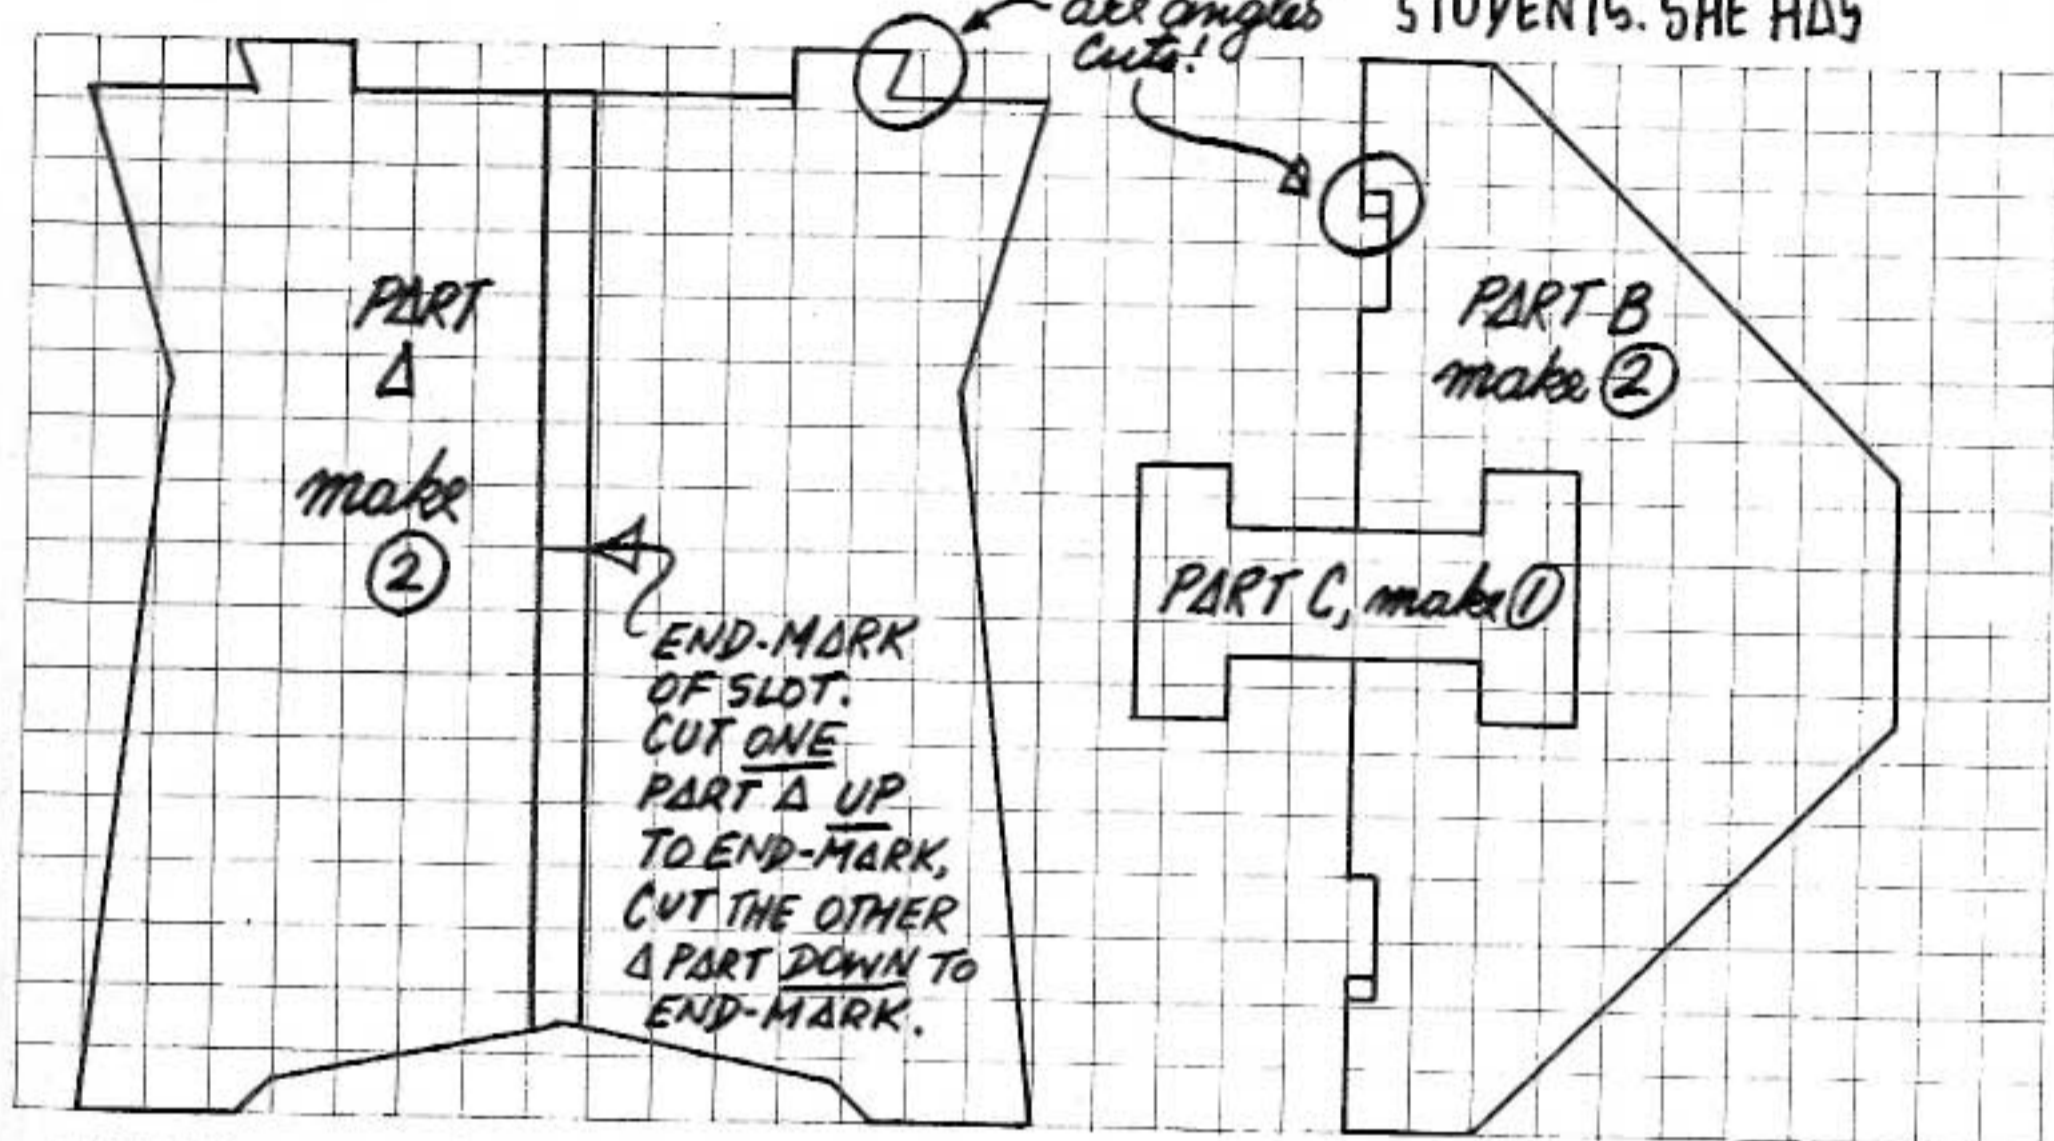 all angles
cuts!
STUDENTS. SHE HAS
PART
A
make
2
END-MARK
OF SLOT.
CUT ONE
PART A UP
TO END-MARK,
CUT THE OTHER
A PART DOWN TO
END-MARK.
PART B
make 2
PART C, make 1